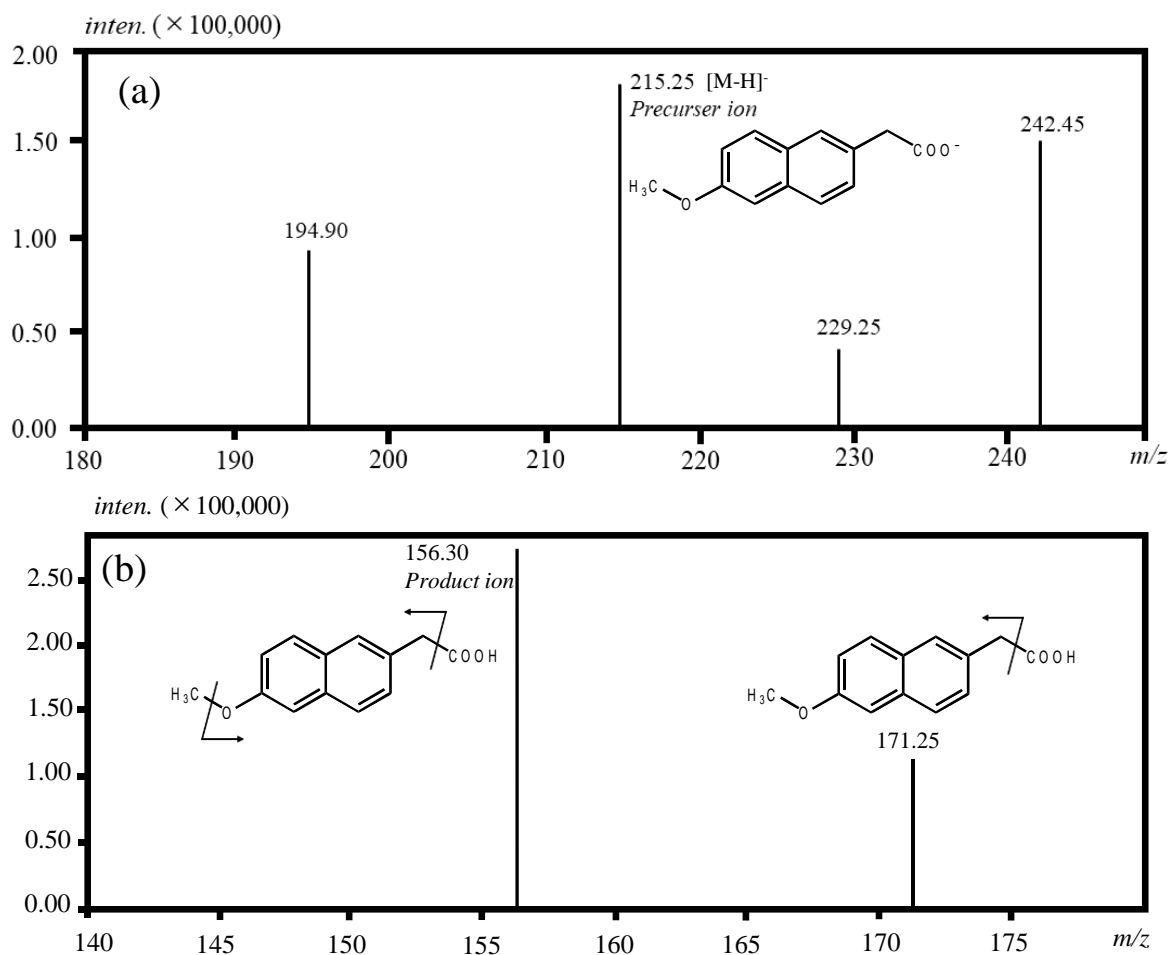 inten. (×100,000)
2.00
(a)
215.25 [M-H]-
Precurser ion
242.45
1.50
COO-
H3C
O
194.90
1.00
229.25
0.50
0.00
180 190 200 210 220 230 240 m/z
inten. (×100,000)
(b)
156.30
Product ion
2.50
2.00
COOH
COOH
H3C
O
H3C
O
1.50
171.25
1.00
0.50
0.00
140 145 150 155 160 165 170 175 m/z